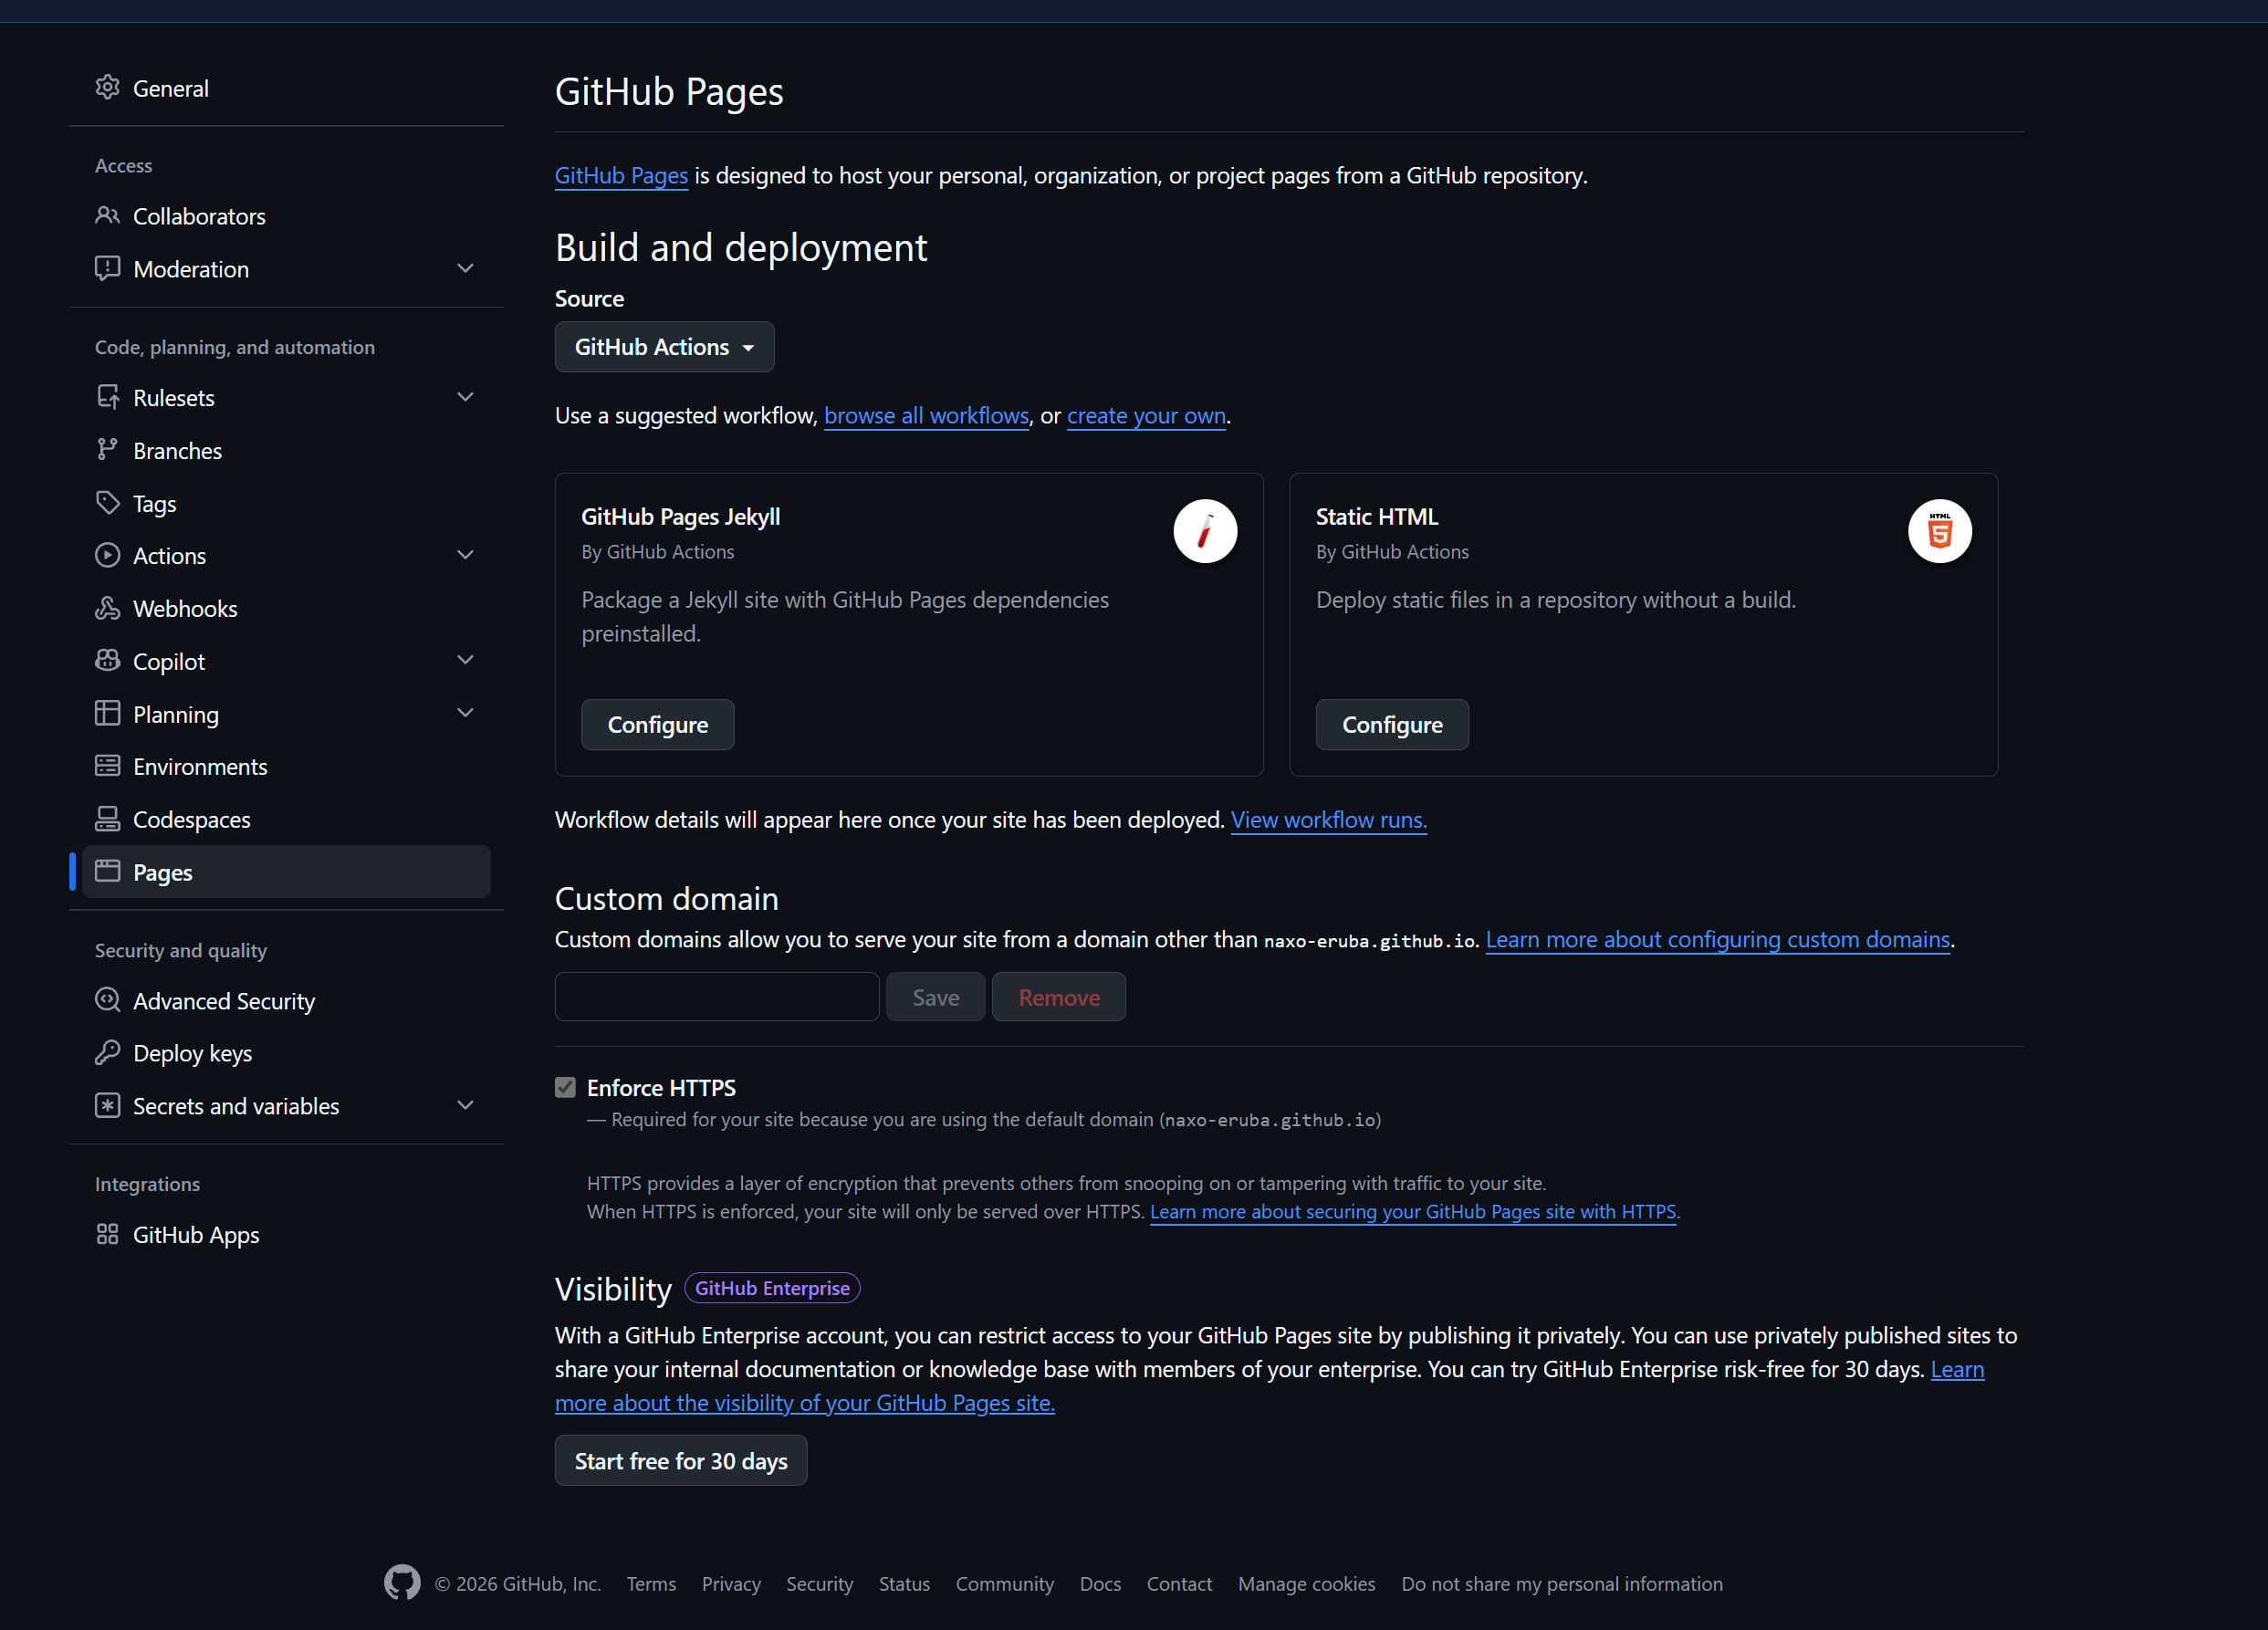 General
Access
Collaborators
Moderation
Code, planning, and automation
Rulesets
Branches
Tags
Actions
Webhooks
Copilot
Planning
Environments
Codespaces
Pages
Security and quality
Advanced Security
Deploy keys
Secrets and variables
Integrations
GitHub Apps
GitHub Pages
GitHub Pages is designed to host your personal, organization, or project pages from a GitHub repository.
Build and deployment
Source
GitHub Actions
Use a suggested workflow, browse all workflows, or create your own.
GitHub Pages Jekyll
By GitHub Actions
Package a Jekyll site with GitHub Pages dependencies
preinstalled.
Configure
Static HTML
By GitHub Actions
Deploy static files in a repository without a build.
Configure
HTML
5
Workflow details will appear here once your site has been deployed. View workflow runs.
Custom domain
Custom domains allow you to serve your site from a domain other than naxo-eruba.github.io. Learn more about configuring custom domains.
Save Remove
Enforce HTTPS
— Required for your site because you are using the default domain (naxo-eruba.github.io)
HTTPS provides a layer of encryption that prevents others from snooping on or tampering with traffic to your site.
When HTTPS is enforced, your site will only be served over HTTPS. Learn more about securing your GitHub Pages site with HTTPS.
Visibility GitHub Enterprise
With a GitHub Enterprise account, you can restrict access to your GitHub Pages site by publishing it privately. You can use privately published sites to
share your internal documentation or knowledge base with members of your enterprise. You can try GitHub Enterprise risk-free for 30 days. Learn
more about the visibility of your GitHub Pages site.
Start free for 30 days
© 2026 GitHub, Inc. Terms Privacy Security Status Community Docs Contact Manage cookies Do not share my personal information